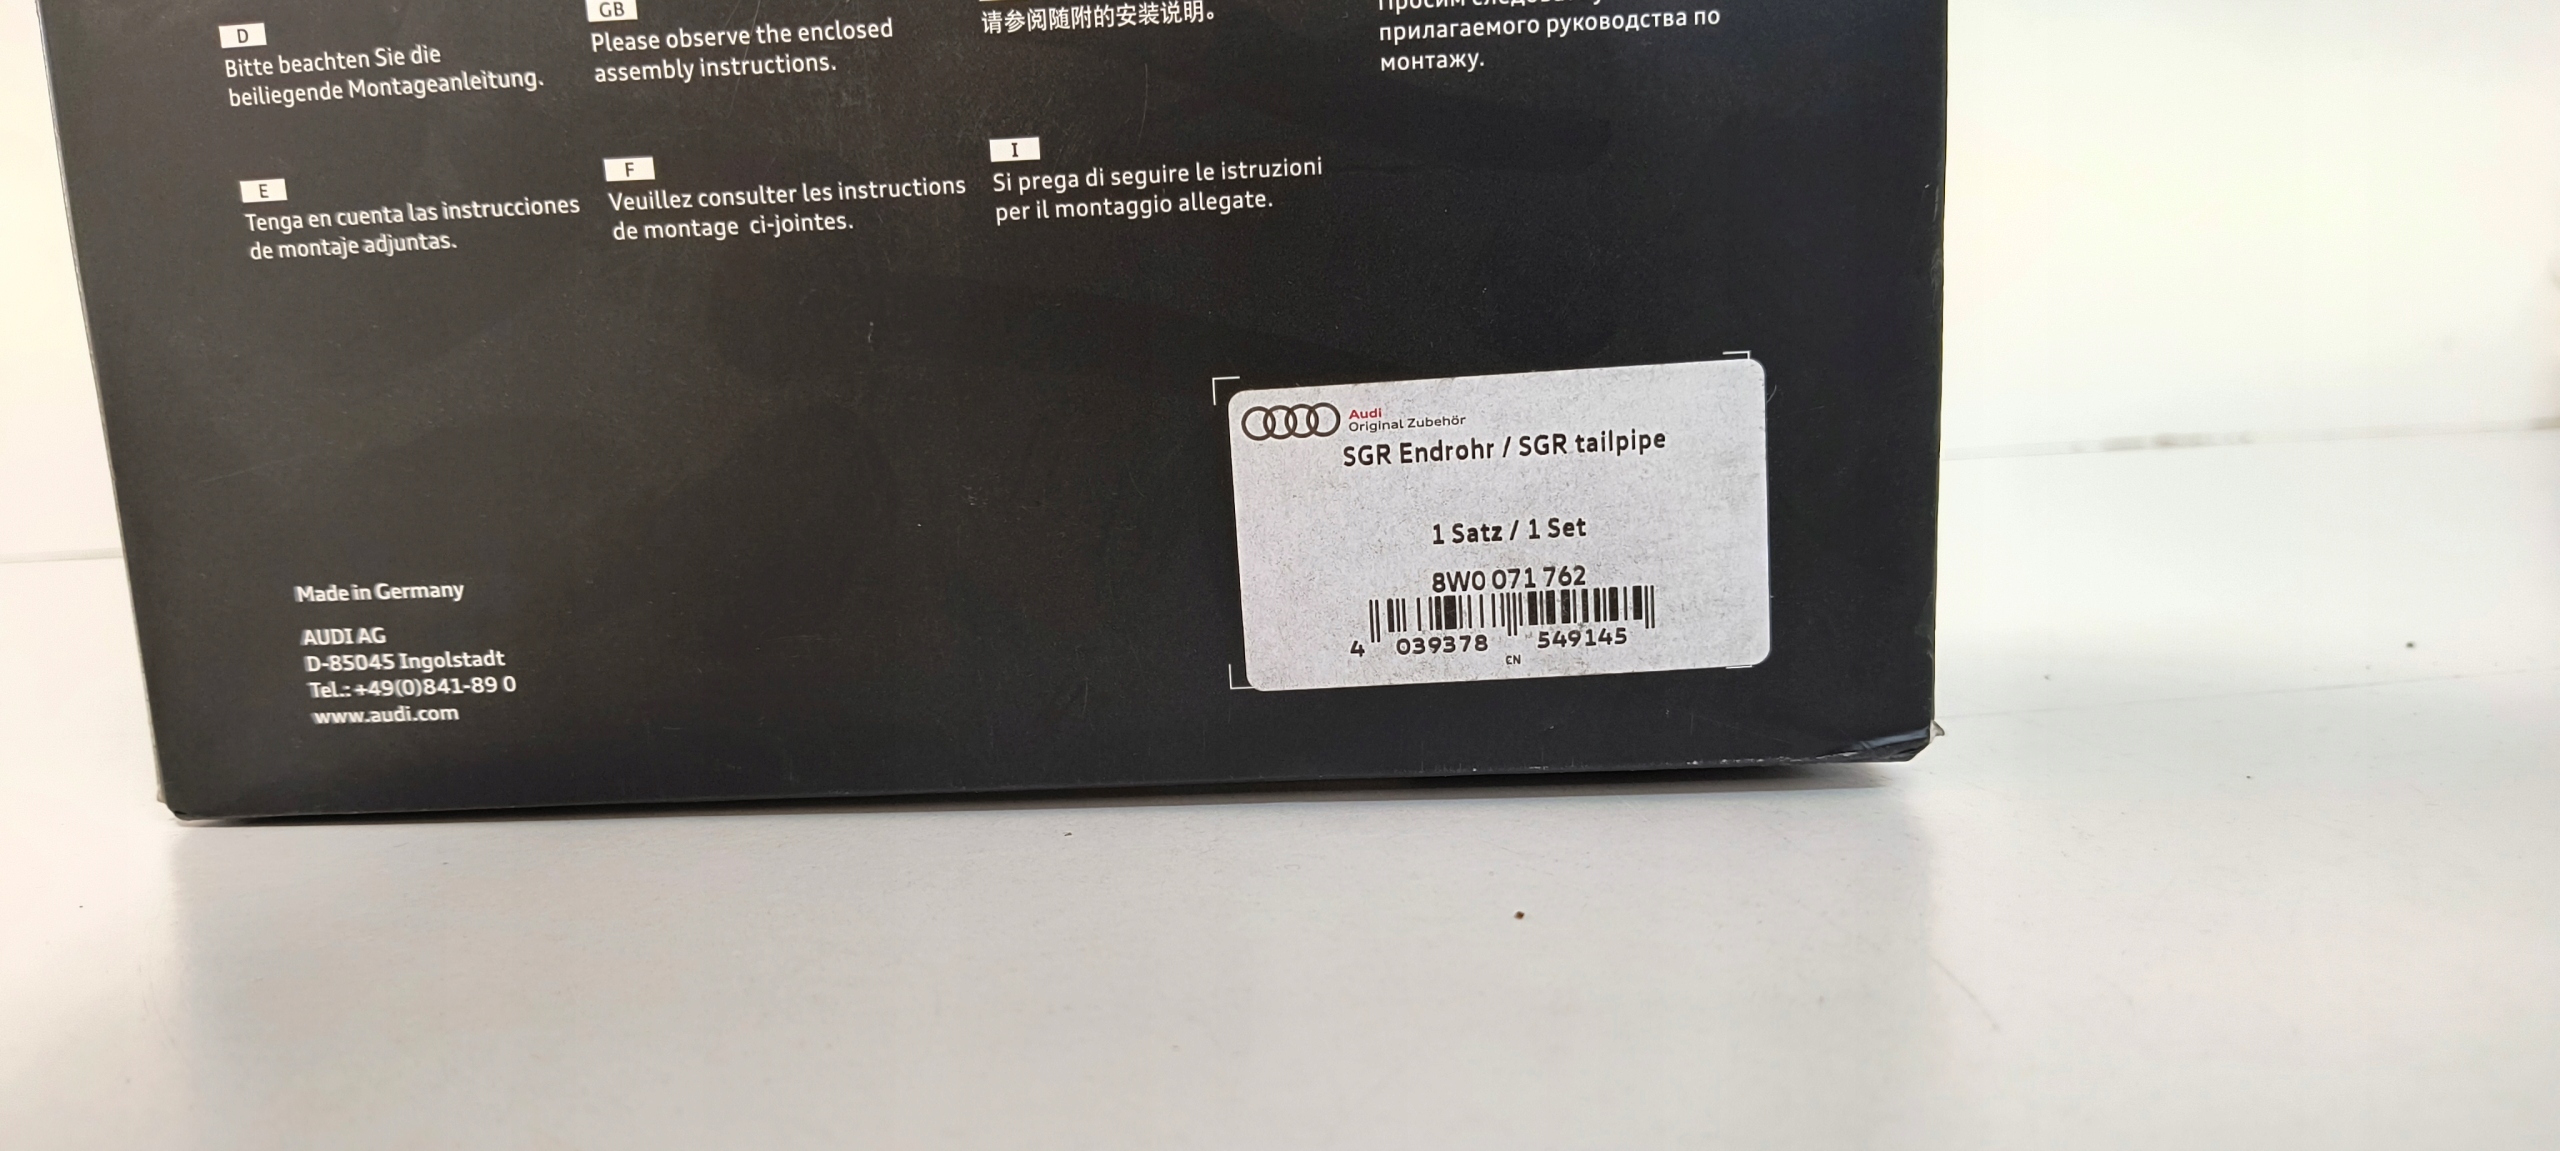 D
Bitte beachten Sie die
beiliegende Montageanleitung.
GB
Please observe the enclosed
assembly instructions.
请参阅随附的安装说明。
прилагаемого руководства по
монтажу.
E
Tenga en cuenta las instrucciones
de montaje adjuntas.
F
Veuillez consulter les instructions
de montage ci-jointes.
I
Si prega di seguire le istruzioni
per il montaggio allegate.
Made in Germany
AUDI AG
D-85045 Ingolstadt
Tel.: +49(0)841-89 0
www.audi.com
Audi
Original Zubehör
SGR Endrohr / SGR tailpipe
1 Satz / 1 Set
8W0 071 762
4 039378 549145
CN